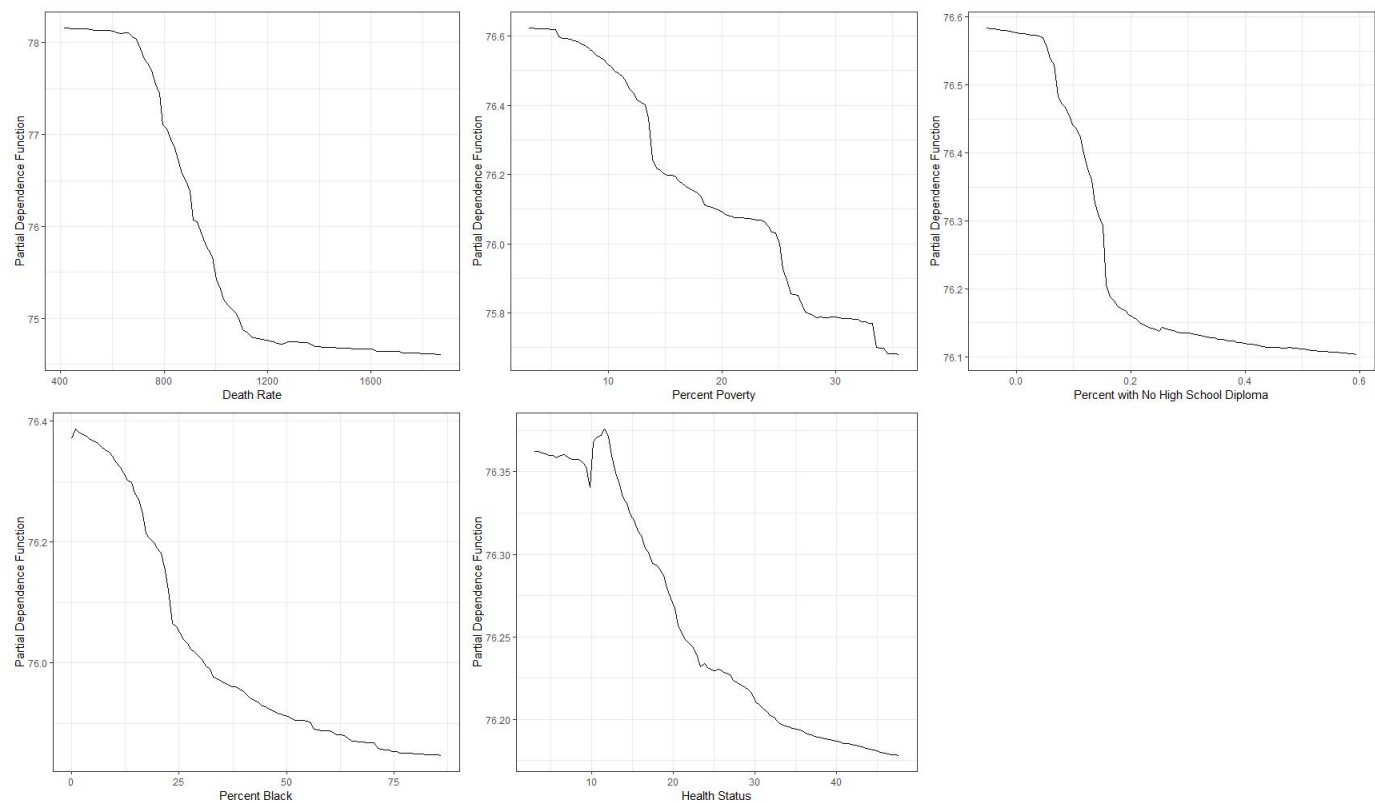 Partial Dependence Function
78
77
76
75
400 800 1200 1600
Death Rate
Partial Dependence Function
76.6
76.4
76.2
76.0
75.8
10 20 30
Percent Poverty
Partial Dependence Function
76.6
76.5
76.4
76.3
76.2
76.1
0.0 0.2 0.4 0.6
Percent with No High School Diploma
Partial Dependence Function
76.4
76.2
76.0
0 25 50 75
Percent Black
Partial Dependence Function
76.35
76.30
76.25
76.20
10 20 30 40
Health Status